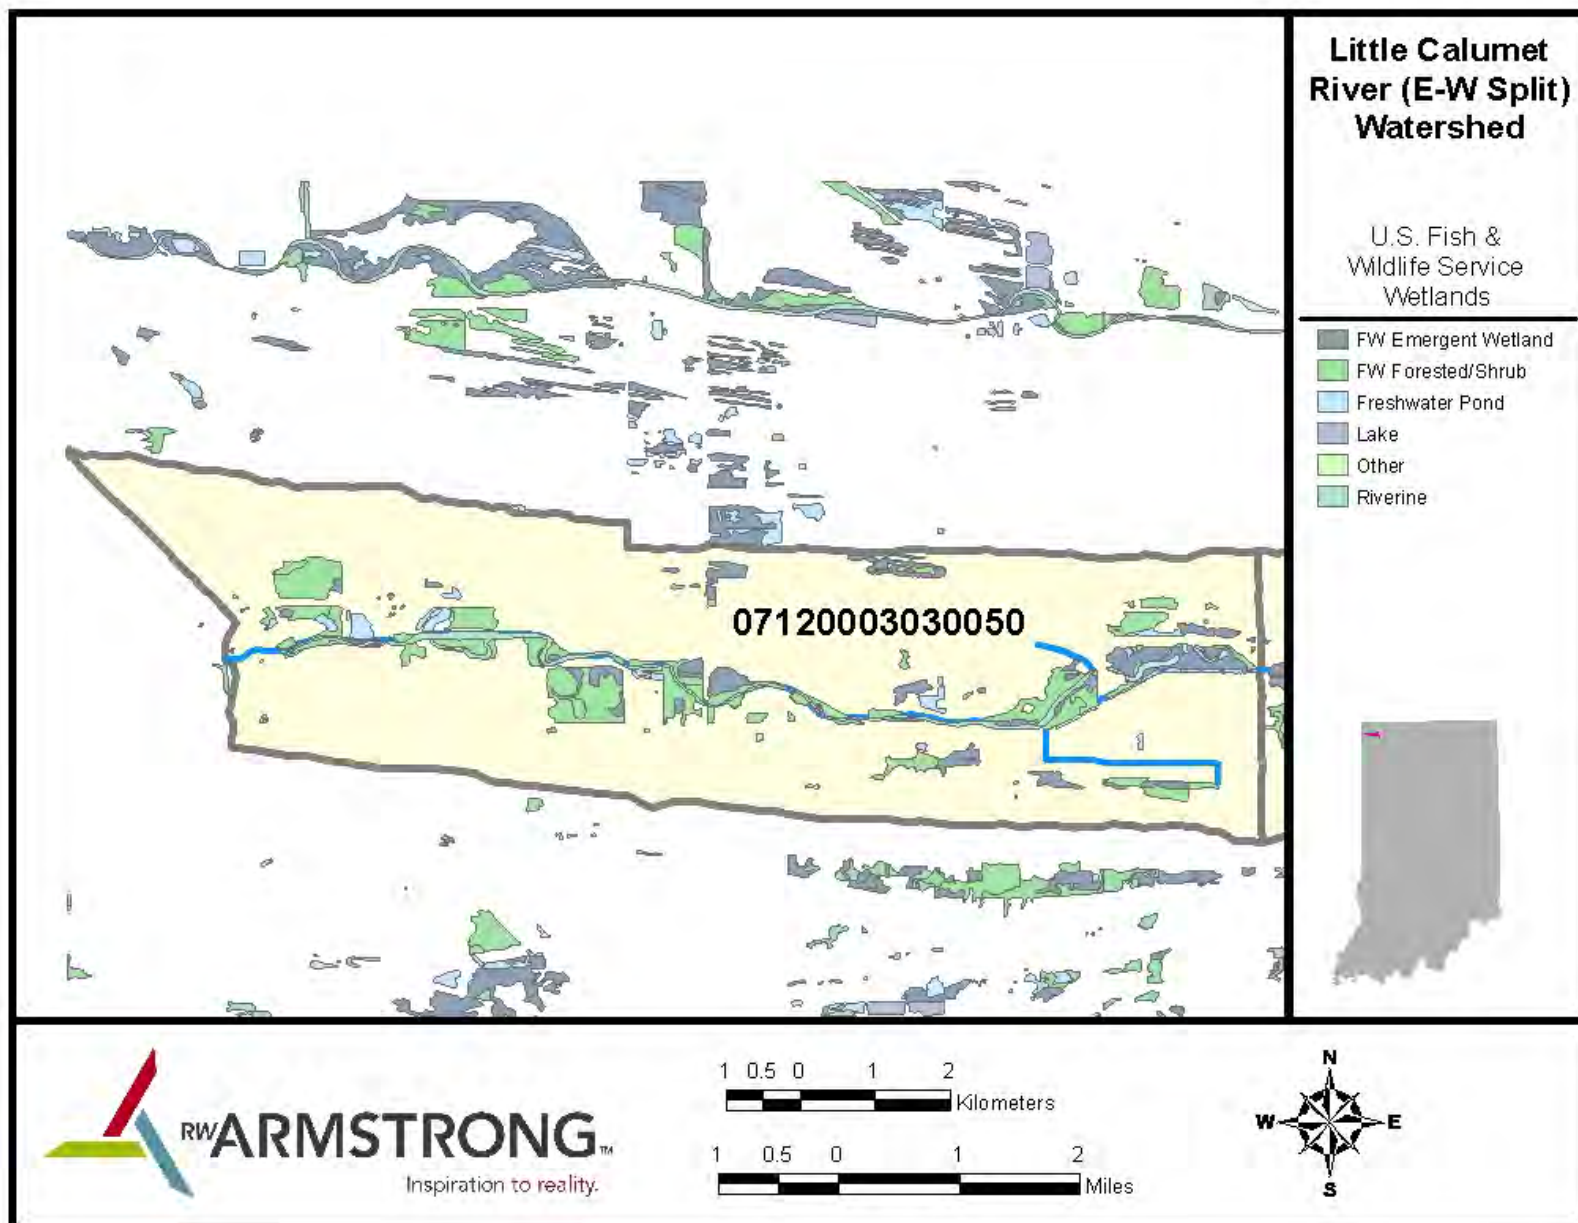 Little Calumet
River (E-W Split)
Watershed
U.S. Fish &
Wildlife Service
Wetlands
FW Emergent Wetland
FW Forested/Shrub
Freshwater Pond
Lake
Other
Riverine
07120003030050
RW ARMSTRONG™
Inspiration to reality.
1 0.5 0 1 2
Kilometers
1 0.5 0 1 2
Miles
N
W E
S